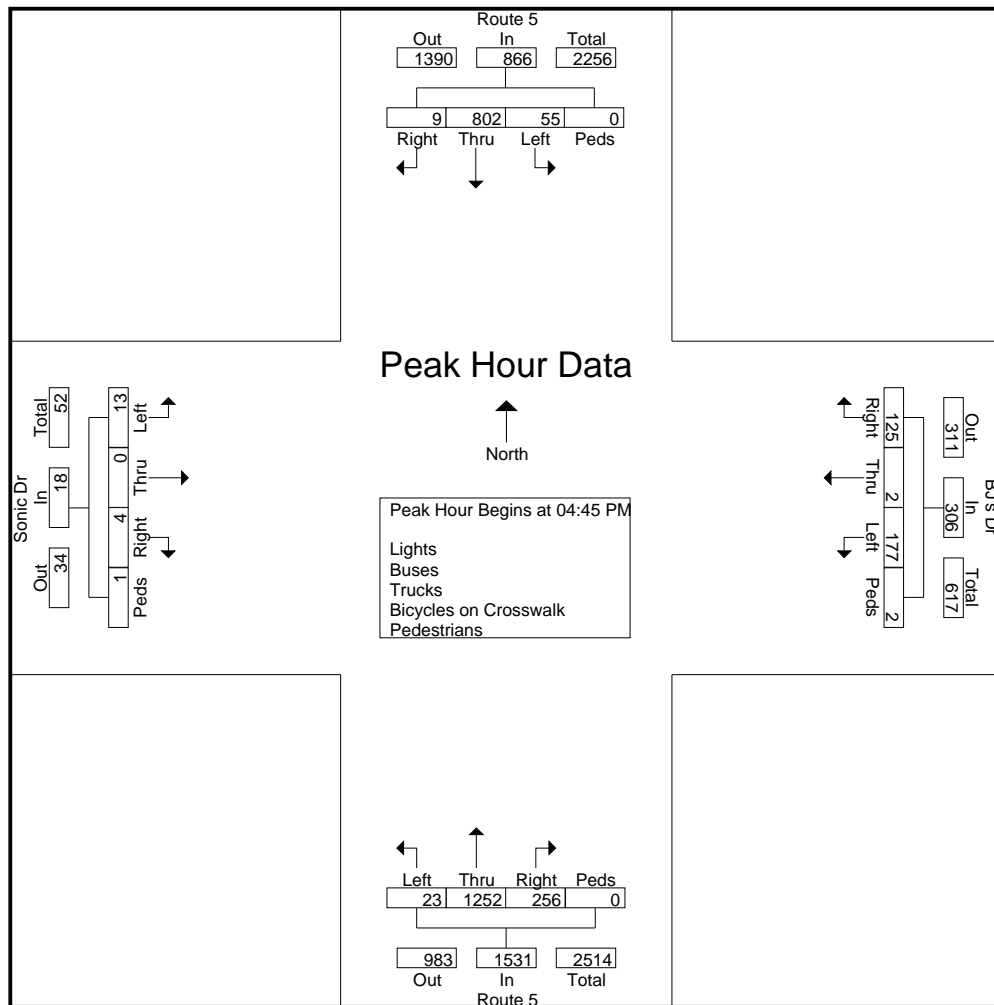 Route 5
Out In Total
1390 866 2256
9 802 55 0
Right Thru Left Peds
Peak Hour Data
North
Peak Hour Begins at 04:45 PM
Lights
Buses
Trucks
Bicycles on Crosswalk
Pedestrians
Sonic Dr
Out In Total
34 18 52
13 0 4 1
Left Thru Right Peds
BJ's Dr
Out In Total
311 306 617
125 2 177 2
Right Thru Left Peds
Left Thru Right Peds
23 1252 256 0
983 1531 2514
Out In Total
Route 5